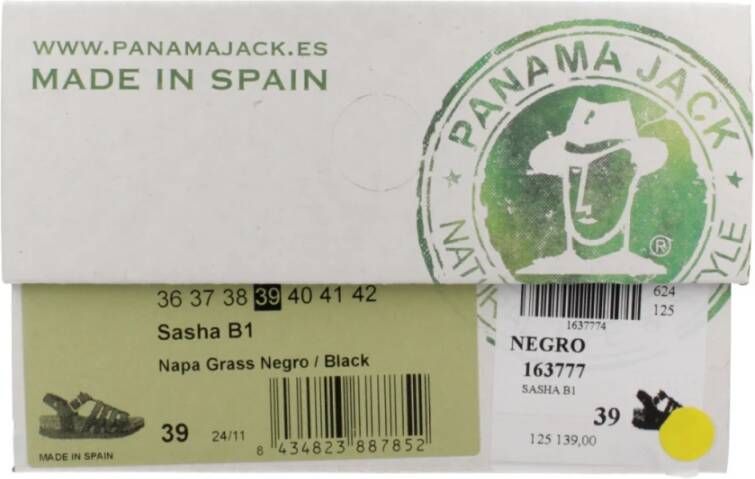 WWW.PANAMAJACK.ES
MADE IN SPAIN
PANAMA JACK
®
36 37 38 39 40 41 42
Sasha B1
Napa Grass Negro / Black
39 24/11
8 434823 887852
MADE IN SPAIN
624
125
1637774
NEGRO
163777
SASHA B1
39
125 139,00